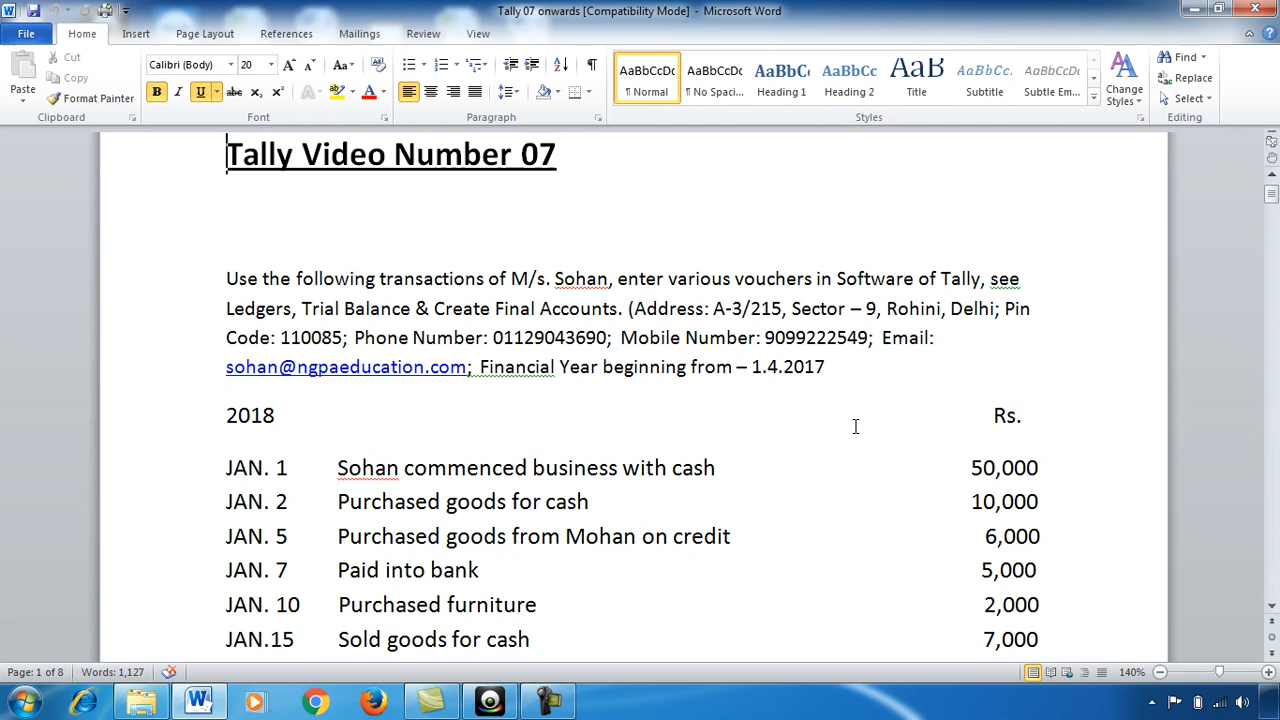 Tally 07 onwards [Compatibility Mode] - Microsoft Word
File Home Insert Page Layout References Mailings Review View
Paste
Cut
Copy
Format Painter
Clipboard
Calibri (Body) 20
Font
Paragraph
AaBbCcDc AaBbCcDc AaBbCc AaBbCc AaB AaBbCcL AaBbCcDc
¶ Normal ¶ No Spaci... Heading 1 Heading 2 Title Subtitle Subtle Em...
Styles
Change Styles
Find
Replace
Select
Editing
Tally Video Number 07
Use the following transactions of M/s. Sohan, enter various vouchers in Software of Tally, see
Ledgers, Trial Balance & Create Final Accounts. (Address: A-3/215, Sector – 9, Rohini, Delhi; Pin
Code: 110085; Phone Number: 01129043690; Mobile Number: 9099222549; Email:
sohan@ngpaeducation.com; Financial Year beginning from – 1.4.2017
2018 Rs.
JAN. 1 Sohan commenced business with cash 50,000
JAN. 2 Purchased goods for cash 10,000
JAN. 5 Purchased goods from Mohan on credit 6,000
JAN. 7 Paid into bank 5,000
JAN. 10 Purchased furniture 2,000
JAN.15 Sold goods for cash 7,000
Page: 1 of 8 Words: 1,127 140%